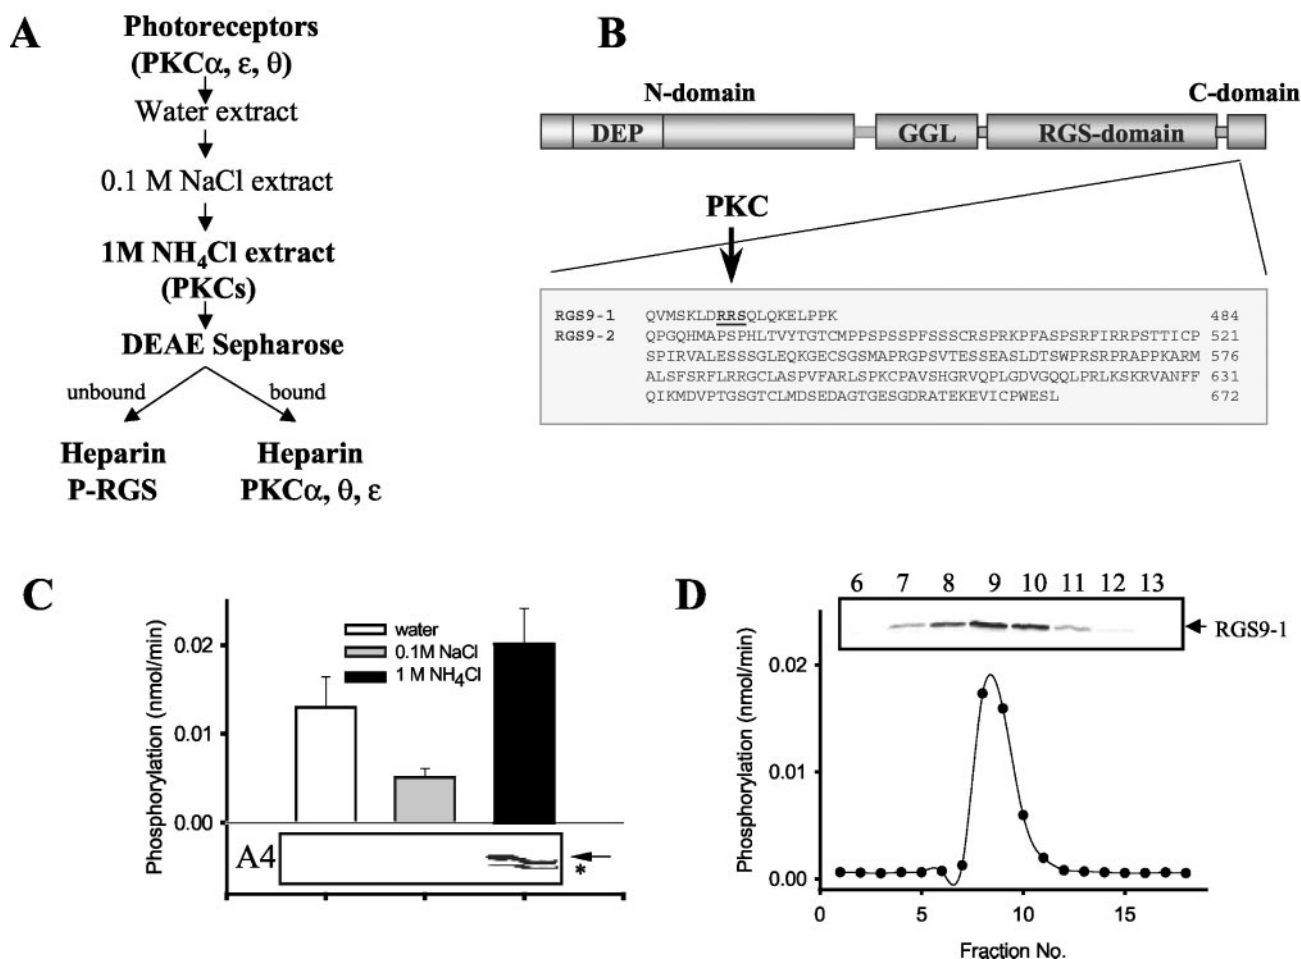 A
Photoreceptors
(PKCα, ε, θ)
Water extract
0.1 M NaCl extract
1M NH₄Cl extract
(PKCs)
DEAE Sepharose
unbound bound
Heparin Heparin
P-RGS PKCα, θ, ε
B
N-domain C-domain
DEP GGL RGS-domain
PKC
RGS9-1 QVMSKLDRRSQLQKELPPK 484
RGS9-2 QPGQHMAPSPHLTVYTGTCMPPSPSSPFSSSCRSPRKPFASPSRFIRRPSTTICP 521
SPIRVALESSSGLEQKGECSGSMAPRGPSVTESSEASLDTSWPRSRPRAPPKARM 576
ALSFSRFLRRGCLASPVFARLSPKCPAVSHGRVQPLGDVGQQLPRLKSKRVANFF 631
QIKMDVPTGSGTCLMDSEDAGTGESGDRATEKEVICPWESL 672
C
Phosphorylation (nmol/min)
0.02
0.01
0.00
water
0.1M NaCl
1 M NH₄Cl
A4
*
D
6 7 8 9 10 11 12 13
RGS9-1
Phosphorylation (nmol/min)
0.02
0.01
0.00
0 5 10 15
Fraction No.